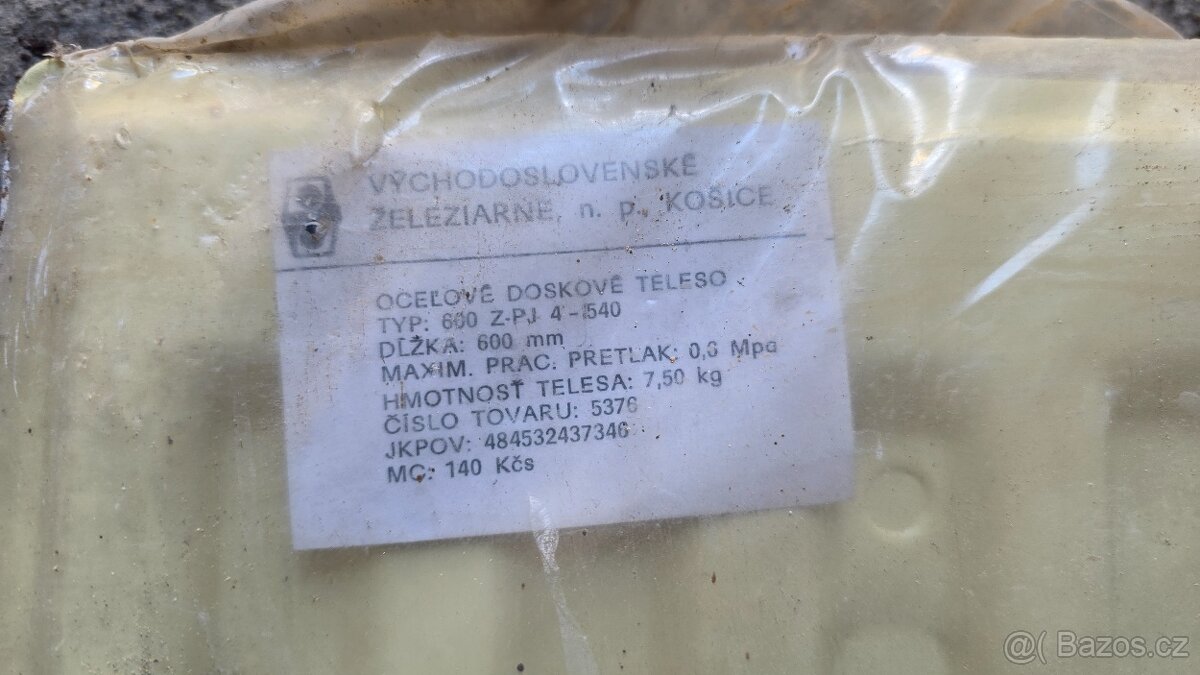 VÝCHODOSLOVENSKÉ
ŽELEZIARNE, n. p., KOŠICE
OCEĽOVÉ DOSKOVÉ TELESO
TYP: 600 Z-PJ 4-540
DĹŽKA: 600 mm
MAXIM. PRAC. PRETLAK: 0,6 Mpa
HMOTNOSŤ TELESA: 7,50 kg
ČÍSLO TOVARU: 5376
JKPOV: 484532437346
MC: 140 Kčs
@( Bazos.cz